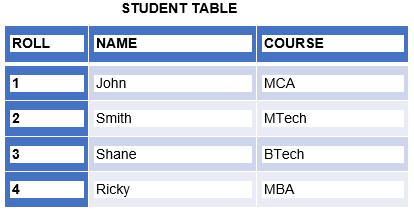 STUDENT TABLE
ROLL NAME COURSE
1 John MCA
2 Smith MTech
3 Shane BTech
4 Ricky MBA